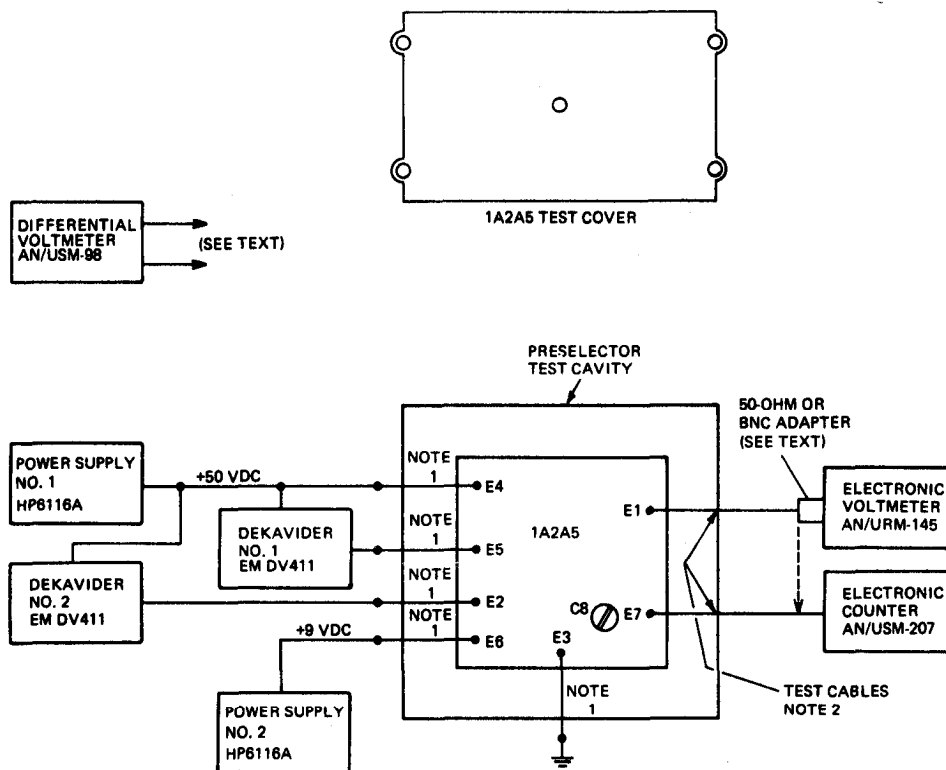 1A2A5 TEST COVER
DIFFERENTIAL
VOLTMETER
AN/USM-98
(SEE TEXT)
PRESELECTOR
TEST CAVITY
50-OHM OR
BNC ADAPTER
(SEE TEXT)
POWER SUPPLY
NO. 1
HP6116A
+50 VDC
NOTE
1
E4
DEKAVIDER
NO. 1
EM DV411
NOTE
1
E5
1A2A5
E1
ELECTRONIC
VOLTMETER
AN/URM-145
DEKAVIDER
NO. 2
EM DV411
NOTE
1
E2
+9 VDC
NOTE
1
E6
E3
C8
E7
ELECTRONIC
COUNTER
AN/USM-207
NOTE
1
TEST CABLES
NOTE 2
POWER SUPPLY
NO. 2
HP6116A